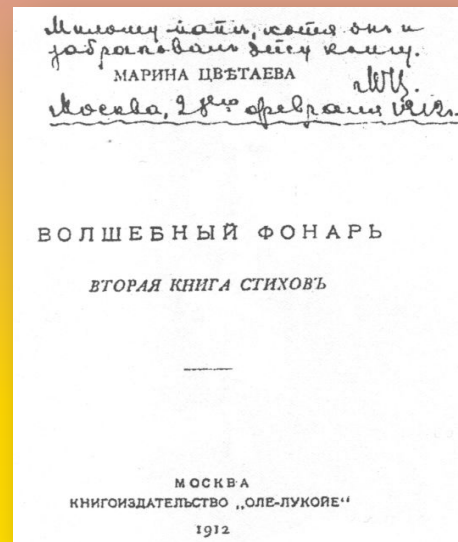 Милому папѣ, хотя онъ и
забраковалъ эту книгу.
МАРИНА ЦВѢТАЕВА
МЦ.
Москва, февраля 1912г.
ВОЛШЕБНЫЙ ФОНАРЬ
ВТОРАЯ КНИГА СТИХОВЪ
МОСКВА
КНИГОИЗДАТЕЛЬСТВО „ОЛЕ-ЛУКОЙЕ“
1912